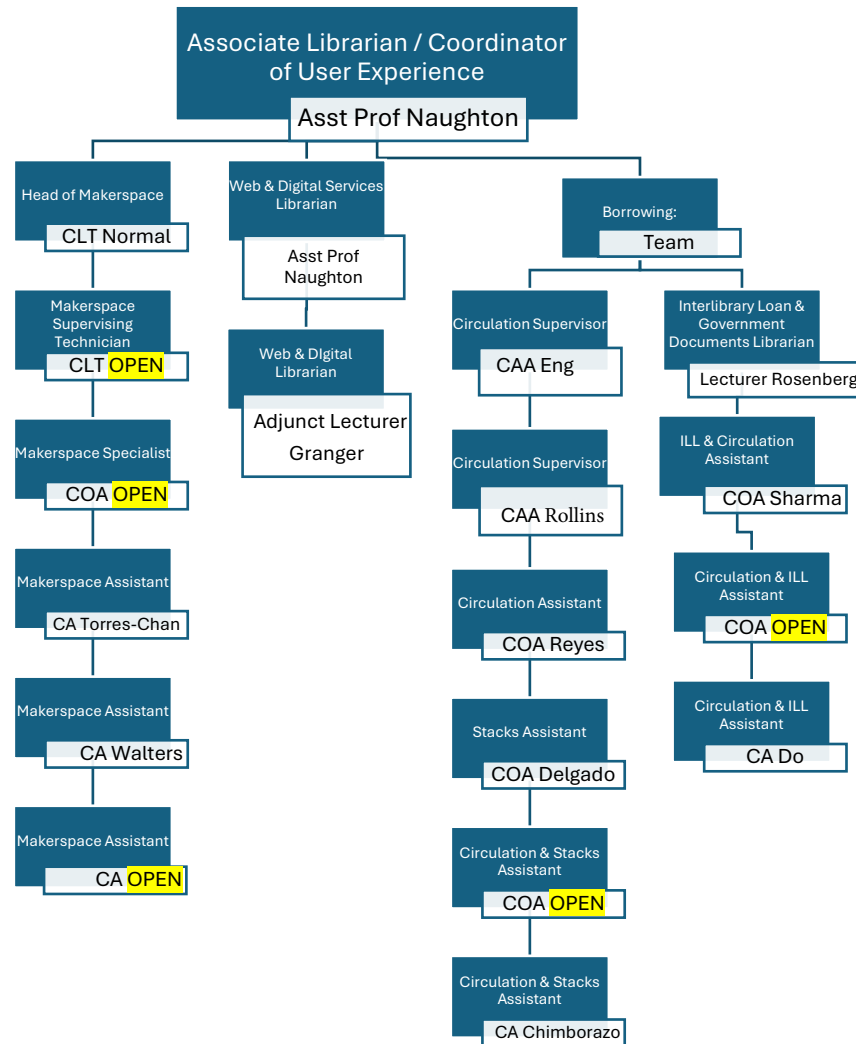 Associate Librarian / Coordinator
of User Experience
Asst Prof Naughton
Head of Makerspace
CLT Normal
Makerspace
Supervising
Technician
CLT OPEN
Makerspace Specialist
COA OPEN
Makerspace Assistant
CA Torres-Chan
Makerspace Assistant
CA Walters
Makerspace Assistant
CA OPEN
Web & Digital Services
Librarian
Asst Prof
Naughton
Web & DIgital
Librarian
Adjunct Lecturer
Granger
Borrowing:
Team
Circulation Supervisor
CAA Eng
Circulation Supervisor
CAA Rollins
Circulation Assistant
COA Reyes
Stacks Assistant
COA Delgado
Circulation & Stacks
Assistant
COA OPEN
Circulation & Stacks
Assistant
CA Chimborazo
Interlibrary Loan &
Government
Documents Librarian
Lecturer Rosenberg
ILL & Circulation
Assistant
COA Sharma
Circulation & ILL
Assistant
COA OPEN
Circulation & ILL
Assistant
CA Do